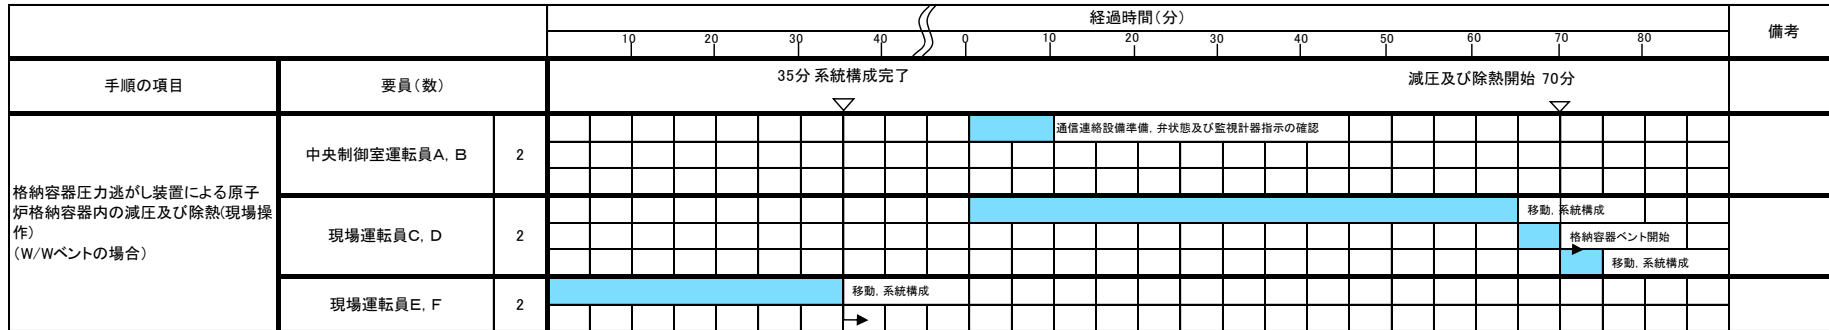 経過時間(分)
備考
10 20 30 40 0 10 20 30 40 50 60 70 80
手順の項目
要員(数)
35分 系統構成完了
減圧及び除熱開始 70分
格納容器圧力逃がし装置による原子
炉格納容器内の減圧及び除熱(現場操
作)
(W/Wベントの場合)
中央制御室運転員A, B
2
通信連絡設備準備, 弁状態及び監視計器指示の確認
現場運転員C, D
2
移動, 系統構成
格納容器ベント開始
移動, 系統構成
現場運転員E, F
2
移動, 系統構成